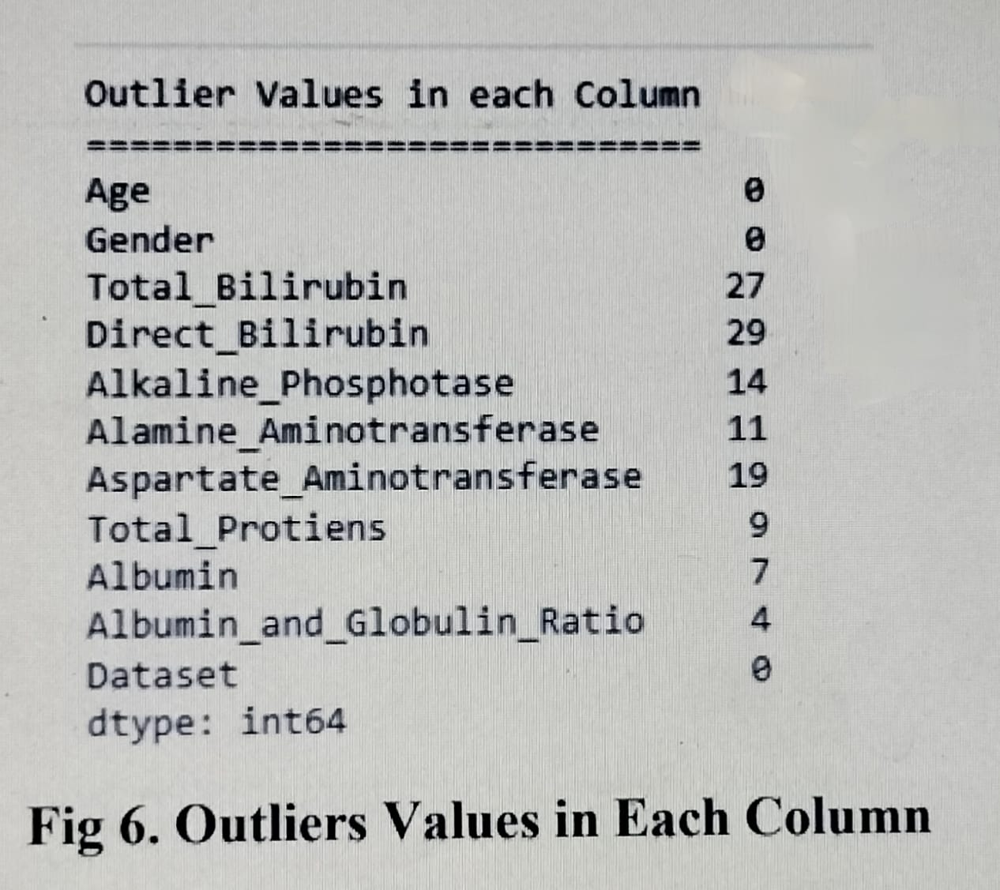 Outlier Values in each Column
=============================
Age 0
Gender 0
Total_Bilirubin 27
Direct_Bilirubin 29
Alkaline_Phosphotase 14
Alamine_Aminotransferase 11
Aspartate_Aminotransferase 19
Total_Protiens 9
Albumin 7
Albumin_and_Globulin_Ratio 4
Dataset 0
dtype: int64
Fig 6. Outliers Values in Each Column